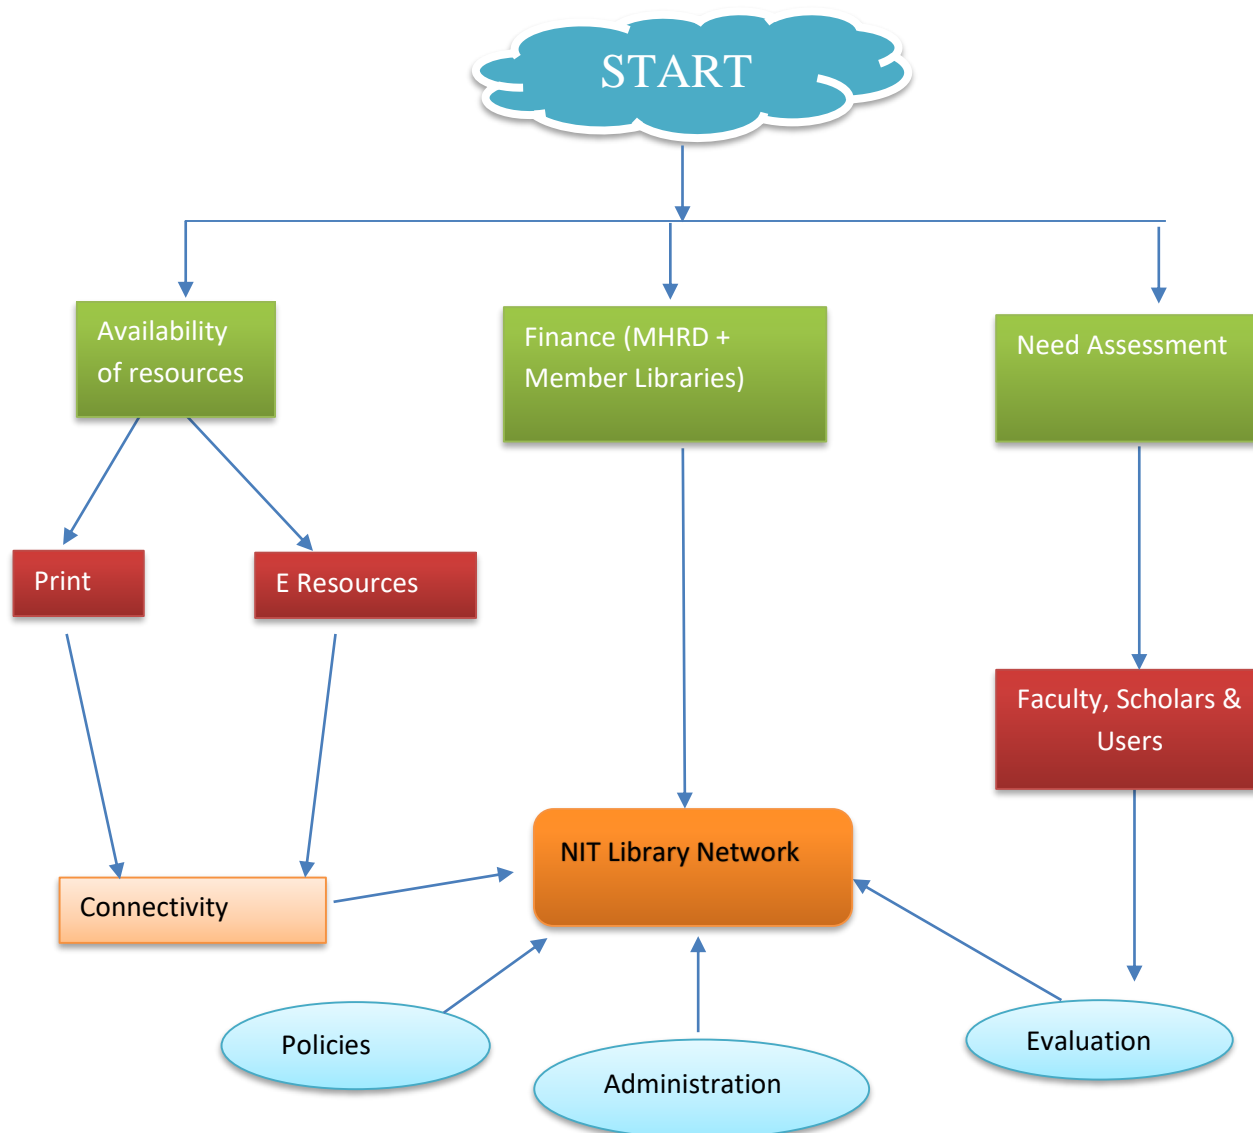 START
Availability
of resources
Finance (MHRD +
Member Libraries)
Need Assessment
Print
E Resources
Faculty, Scholars &
Users
NIT Library Network
Connectivity
Policies
Administration
Evaluation